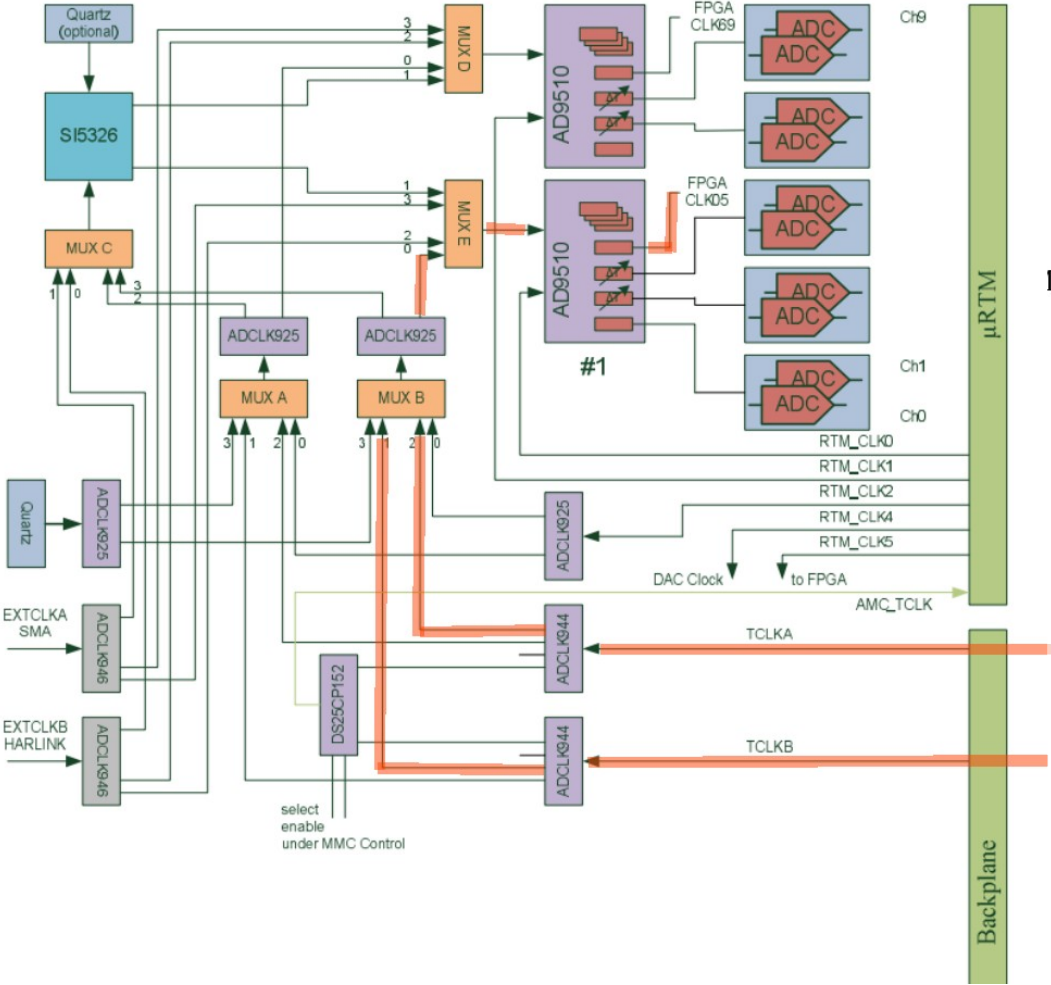 Quartz
(optional)
SI5326
MUX C
1
0
3
2
3
2
0
1
MUX D
1
3
2
0
MUX E
AD9510
FPGA
CLK69
AD9510
FPGA
CLK05
#1
ΔT
ΔT
ΔT
ΔT
ADC
ADC
Ch9
ADC
ADC
ADC
ADC
ADC
ADC
ADC
ADC
Ch1
Ch0
µRTM
ADCLK925
ADCLK925
MUX A
MUX B
3
1
2
0
3
1
2
0
RTM_CLK0
RTM_CLK1
RTM_CLK2
RTM_CLK4
RTM_CLK5
Quartz
ADCLK925
ADCLK925
DAC Clock
to FPGA
AMC_TCLK
EXTCLKA
SMA
ADCLK946
DS25CP152
ADCLK944
TCLKA
EXTCLKB
HARLINK
ADCLK946
ADCLK944
TCLKB
select
enable
under MMC Control
Backplane